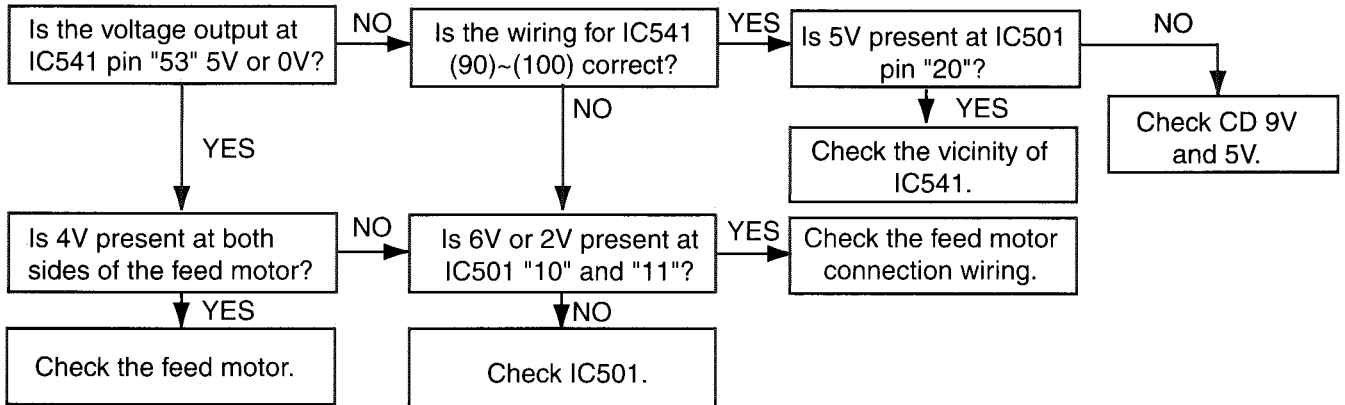 Is the voltage output at
IC541 pin "53" 5V or 0V?
NO
Is the wiring for IC541
(90)~(100) correct?
YES
Is 5V present at IC501
pin "20"?
NO
YES
NO
YES
Check the vicinity of
IC541.
Check CD 9V
and 5V.
Is 4V present at both
sides of the feed motor?
NO
Is 6V or 2V present at
IC501 "10" and "11"?
YES
Check the feed motor
connection wiring.
YES
NO
Check the feed motor.
Check IC501.